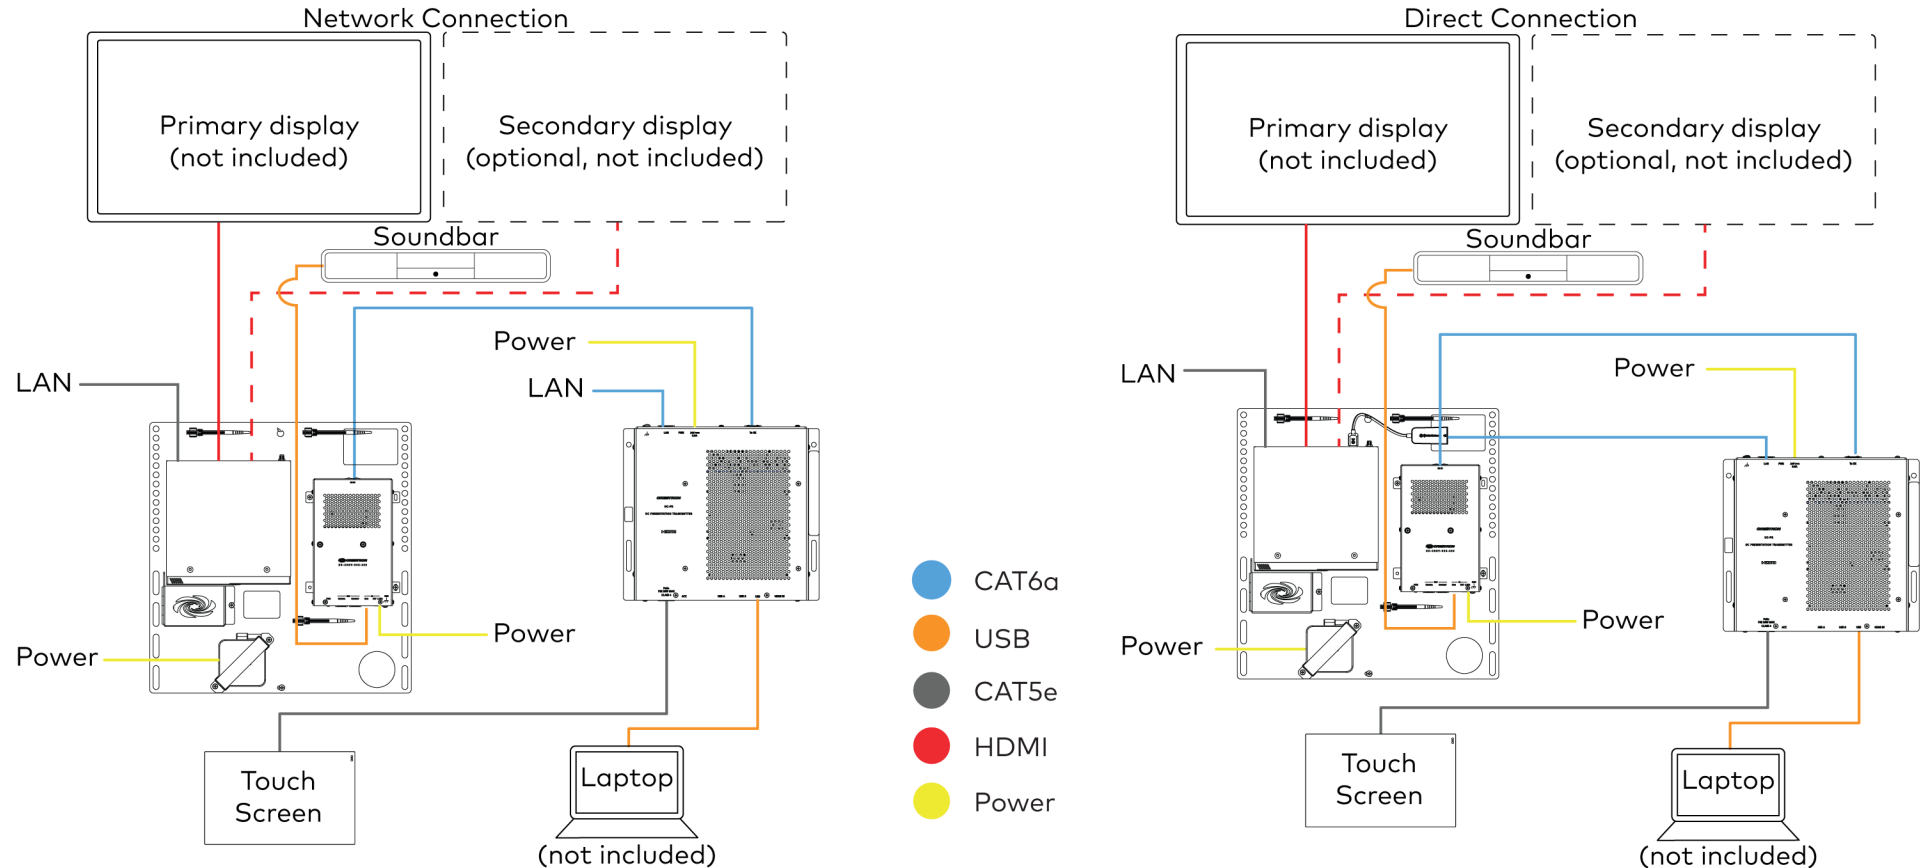 Network Connection
Primary display
(not included)
Secondary display
(optional, not included)
Soundbar
Power
LAN
LAN
Power
Power
Touch
Screen
Laptop
(not included)
CAT6a
USB
CAT5e
HDMI
Power
Direct Connection
Primary display
(not included)
Secondary display
(optional, not included)
Soundbar
LAN
Power
Power
Power
Touch
Screen
Laptop
(not included)